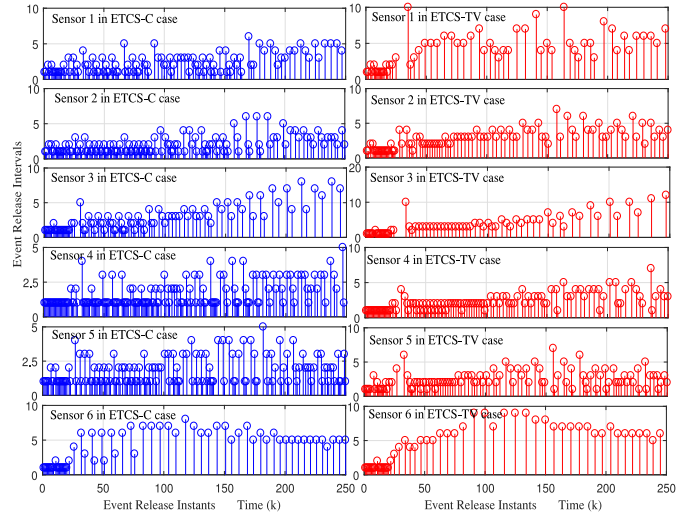 10
5
0
Sensor 1 in ETCS-C case
10
5
0
Sensor 1 in ETCS-TV case
10
5
0
Sensor 2 in ETCS-C case
10
5
0
Sensor 2 in ETCS-TV case
10
5
0
Sensor 3 in ETCS-C case
20
10
0
Sensor 3 in ETCS-TV case
Event Release Intervals
5
2.5
0
Sensor 4 in ETCS-C case
10
5
0
Sensor 4 in ETCS-TV case
5
2.5
0
Sensor 5 in ETCS-C case
10
5
0
Sensor 5 in ETCS-TV case
10
5
0
Sensor 6 in ETCS-C case
10
5
0
Sensor 6 in ETCS-TV case
0 50 100 150 200 250
0 50 100 150 200 250
Event Release Instants Time (k)
Event Release Instants Time (k)